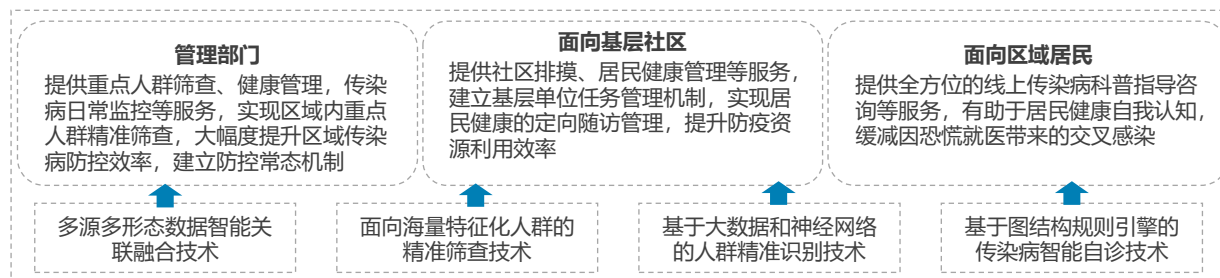 管理部门
提供重点人群筛查、健康管理，传染
病日常监控等服务，实现区域内重点
人群精准筛查，大幅度提升区域传染
病防控效率，建立防控常态机制
面向基层社区
提供社区排摸、居民健康管理等服务，
建立基层单位任务管理机制，实现居
民健康的定向随访管理，提升防疫资
源利用效率
面向区域居民
提供全方位的线上传染病科普指导咨
询等服务，有助于居民健康自我认知，
缓减因恐慌就医带来的交叉感染
多源多形态数据智能关
联融合技术
面向海量特征化人群的
精准筛查技术
基于大数据和神经网络
的人群精准识别技术
基于图结构规则引擎的
传染病智能自诊技术